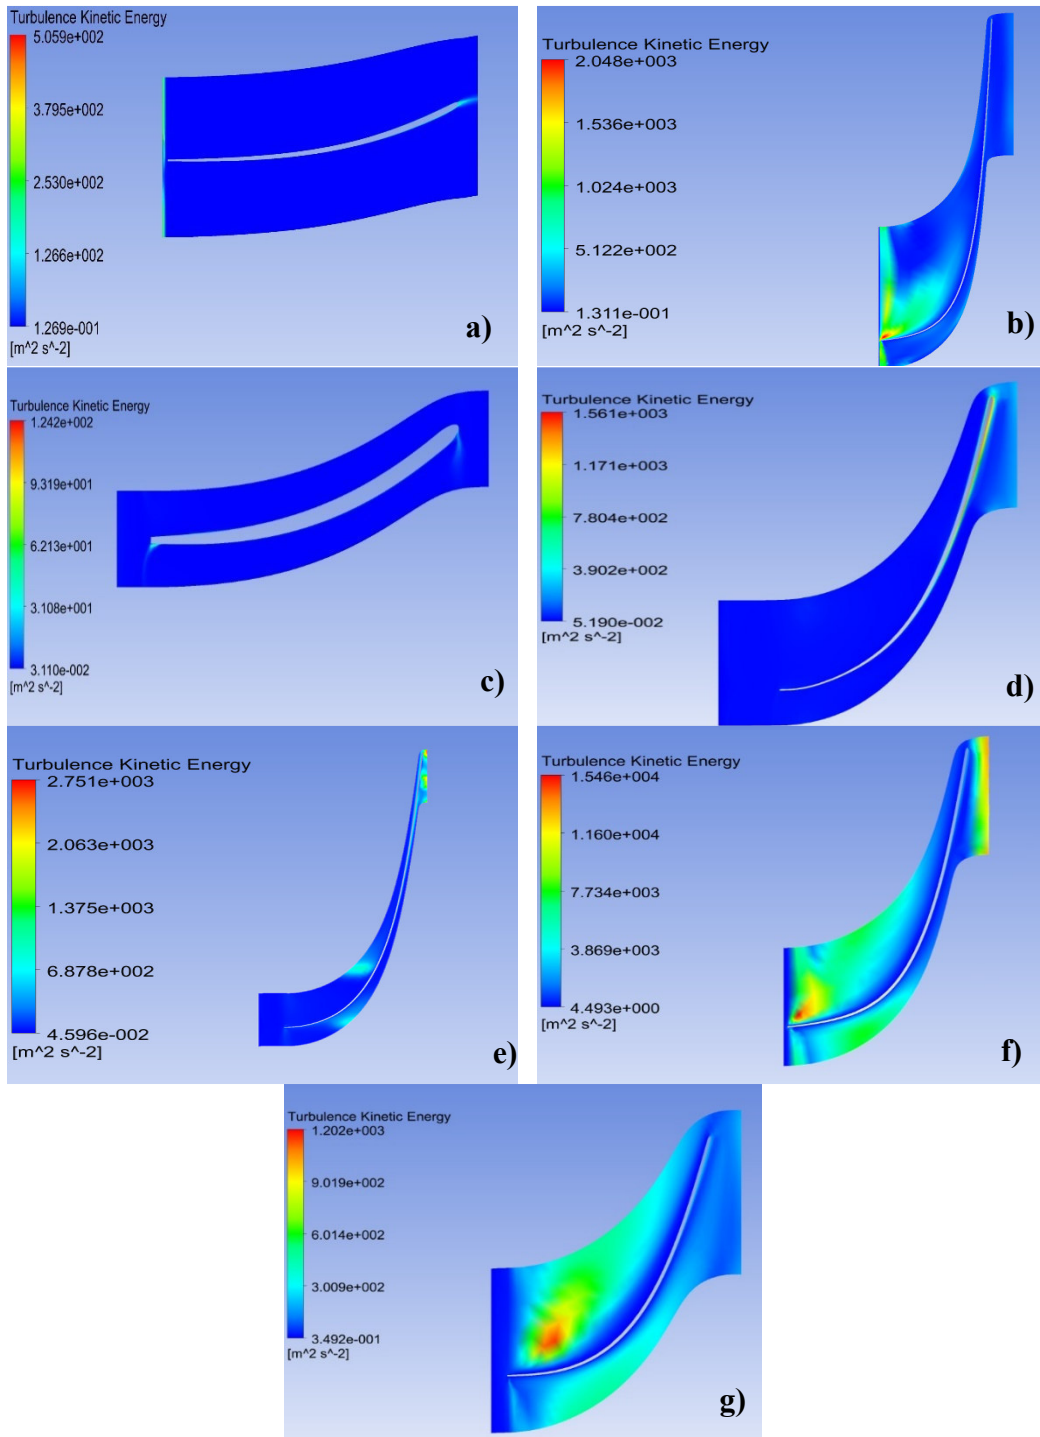 Turbulence Kinetic Energy
5.059e+002
3.795e+002
2.530e+002
1.266e+002
1.269e-001
[m^2 s^-2]
a)
Turbulence Kinetic Energy
2.048e+003
1.536e+003
1.024e+003
5.122e+002
1.311e-001
[m^2 s^-2]
b)
Turbulence Kinetic Energy
1.242e+002
9.319e+001
6.213e+001
3.108e+001
3.110e-002
[m^2 s^-2]
c)
Turbulence Kinetic Energy
1.561e+003
1.171e+003
7.804e+002
3.902e+002
5.190e-002
[m^2 s^-2]
d)
Turbulence Kinetic Energy
2.751e+003
2.063e+003
1.375e+003
6.878e+002
4.596e-002
[m^2 s^-2]
e)
Turbulence Kinetic Energy
1.546e+004
1.160e+004
7.734e+003
3.869e+003
4.493e+000
[m^2 s^-2]
f)
Turbulence Kinetic Energy
1.202e+003
9.019e+002
6.014e+002
3.009e+002
3.492e-001
[m^2 s^-2]
g)